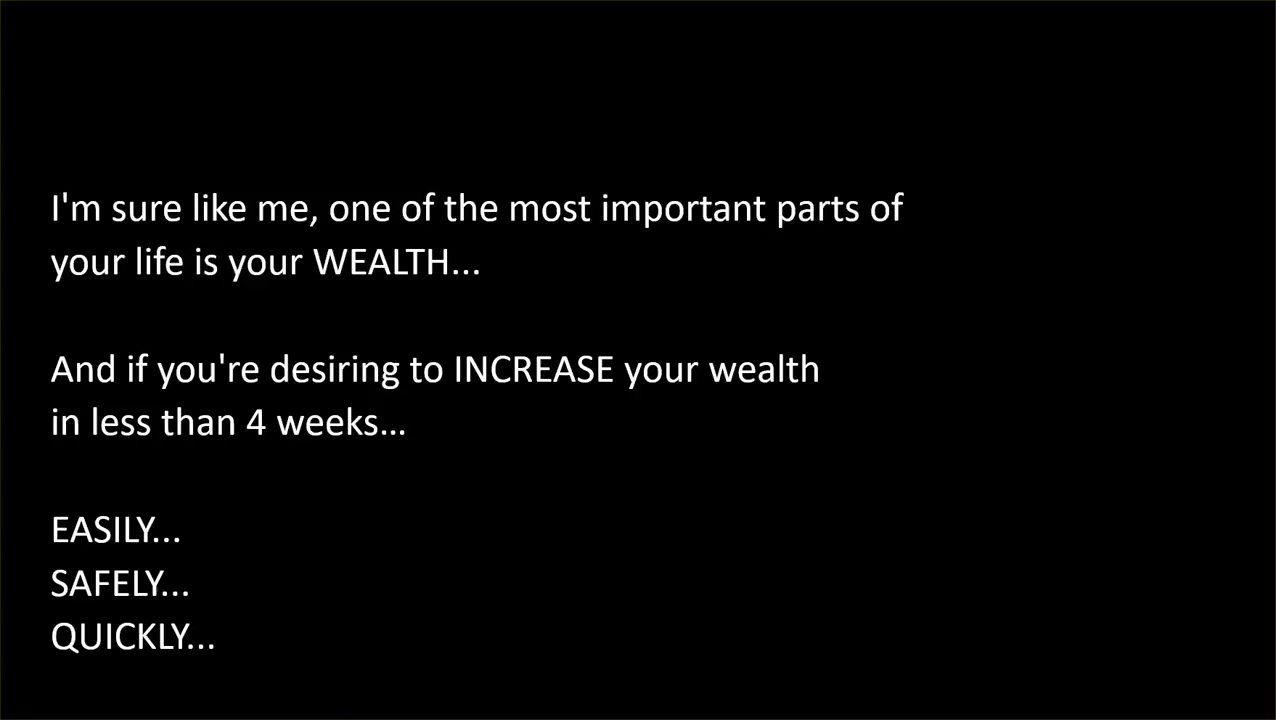 I'm sure like me, one of the most important parts of
your life is your WEALTH...
And if you're desiring to INCREASE your wealth
in less than 4 weeks...
EASILY...
SAFELY...
QUICKLY...